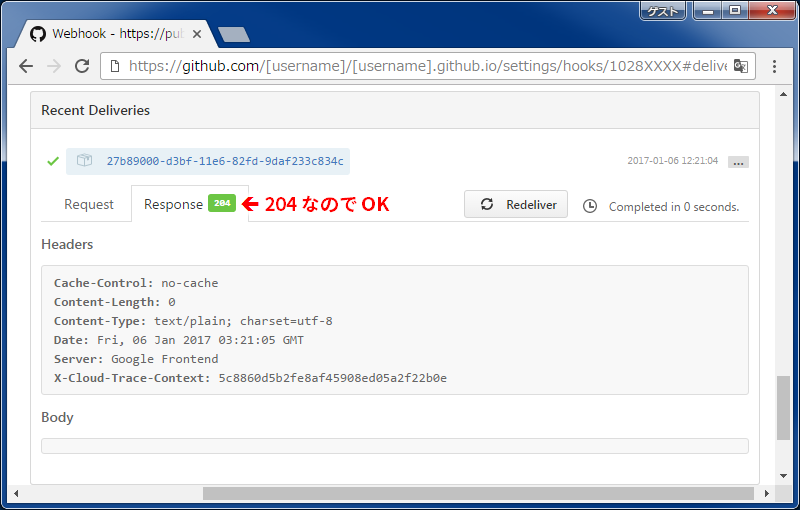 ゲスト
Webhook - https://pub
https://github.com/[username]/[username].github.io/settings/hooks/1028XXXX#delive
Recent Deliveries
27b89000-d3bf-11e6-82fd-9daf233c834c
2017-01-06 12:21:04
...
Request
Response 204
← 204 なので OK
Redeliver
Completed in 0 seconds.
Headers
Cache-Control: no-cache
Content-Length: 0
Content-Type: text/plain; charset=utf-8
Date: Fri, 06 Jan 2017 03:21:05 GMT
Server: Google Frontend
X-Cloud-Trace-Context: 5c8860d5b2fe8af45908ed05a2f22b0e
Body